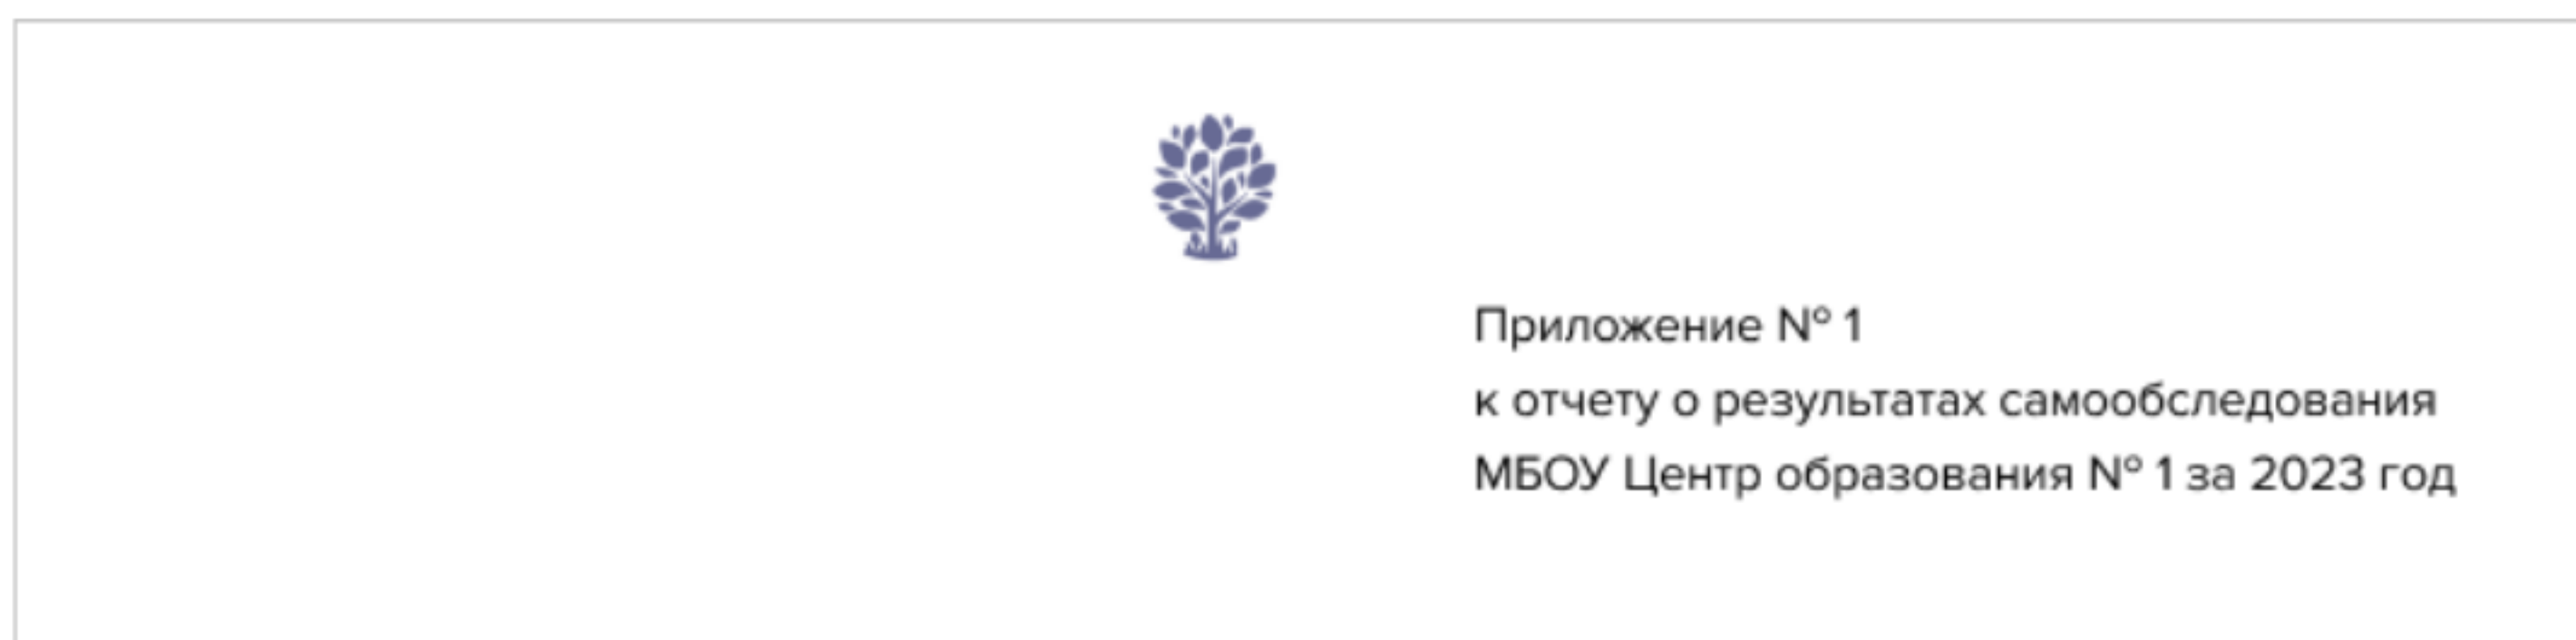 Приложение № 1
к отчету о результатах самообследования
МБОУ Центр образования № 1 за 2023 год